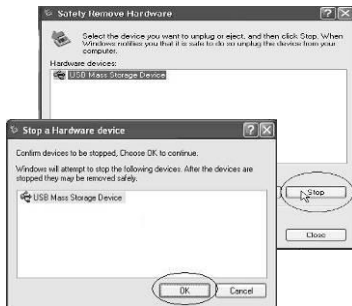 Safely Remove Hardware
Select the device you want to unplug or eject, and then click Stop. When
Windows notifies you that it is safe to do so unplug the device from your
computer.
Hardware devices:
USB Mass Storage Device
Stop
Close
Stop a Hardware device
Confirm devices to be stopped, Choose OK to continue.
Windows will attempt to stop the following devices. After the devices are
stopped they may be removed safely.
USB Mass Storage Device
OK
Cancel